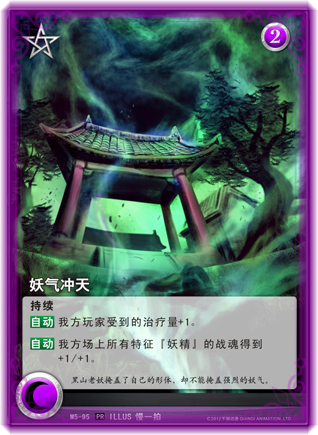 2
妖气冲天
持续
自动 我方玩家受到的治疗量+1。
自动 我方场上所有特征『妖精』的战魂得到
+1/+1。
黑山老妖掩盖了自己的形体，却不能掩盖强烈的妖气。
MS-95 PR ILLUS 慢一拍